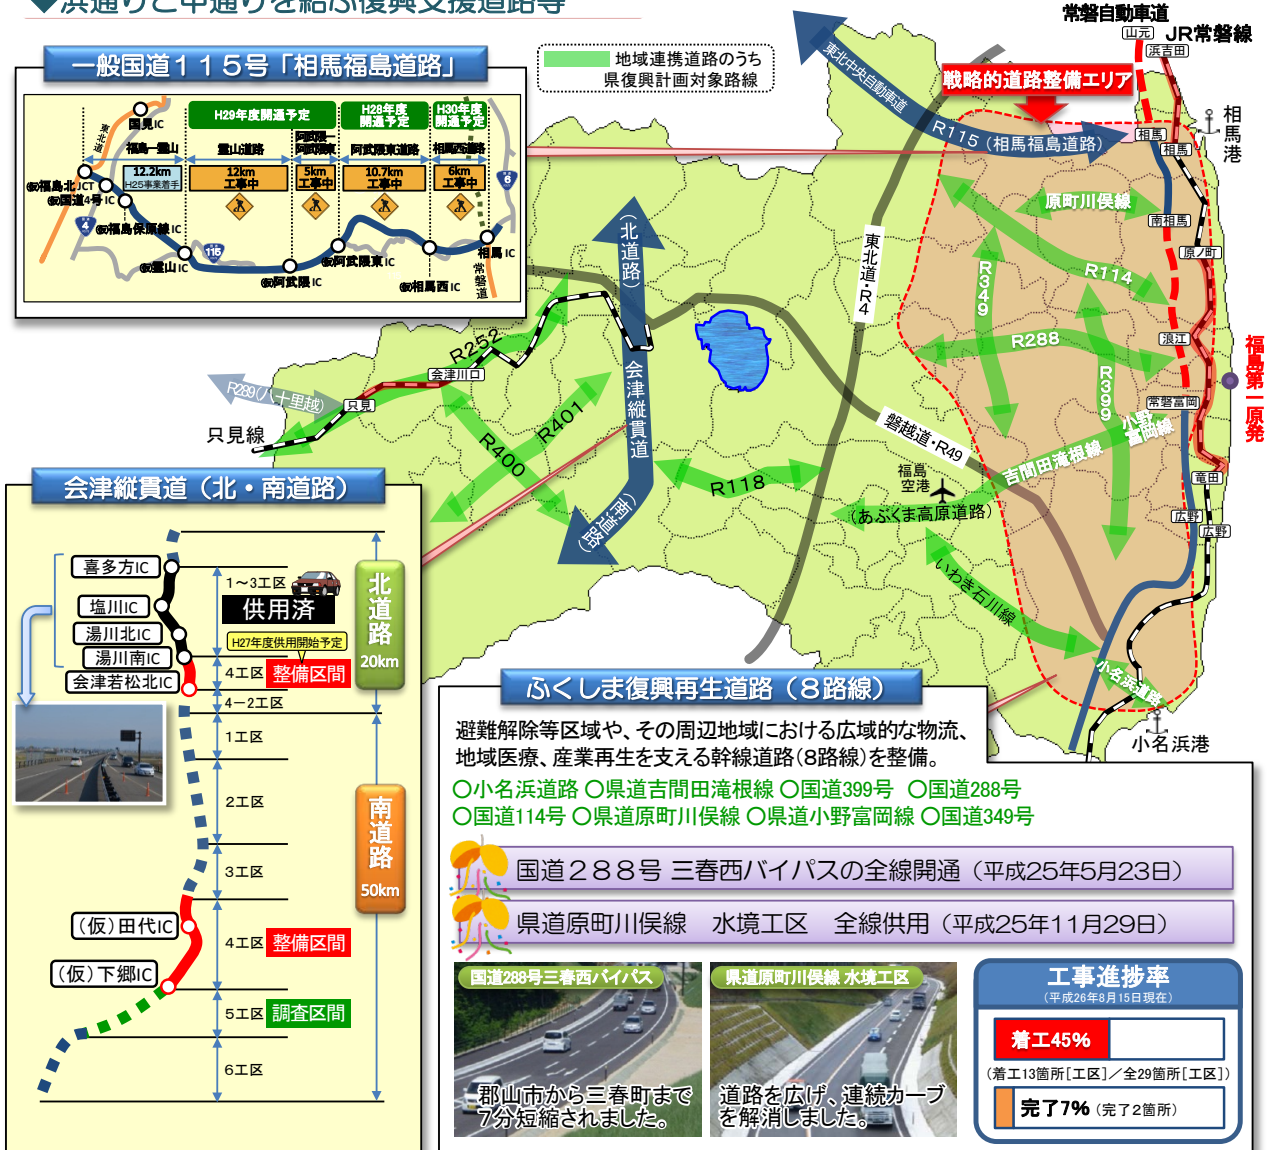 ◆浜通りと中通りを結ぶ復興支援道路等
一般国道１１５号「相馬福島道路」
H29年度開通予定
H28年度
開通予定
H30年度
開通予定
東北道
国見IC
福島ー霊山
霊山道路
阿武隈ー
阿武隈東
阿武隈東道路
相馬西道路
12.2km
H25事業着手
12km
工事中
5km
工事中
10.7km
工事中
6km
工事中
6
㈮福島北JCT
㈮国道4号IC
4
㈮福島保原線IC
115
㈮霊山IC
㈮阿武隈IC
㈮阿武隈東IC
㈮相馬西IC
相馬IC
常磐道
地域連携道路のうち
県復興計画対象路線
常磐自動車道
山元
JR常磐線
浜吉田
戦略的道路整備エリア
東北中央自動車道
R115（相馬福島道路）
相馬
相馬
相馬港
原町川俣線
南相馬
原ノ町
（北道路）
東北道・R4
R349
R114
R288
浪江
R399
福島第一原発
R252
会津川口
R289(八十里越)
只見
只見線
R401
R400
会津縦貫道
常磐富岡
小野
富岡線
磐越道・R49
吉間田滝根線
竜田
R118
福島
空港
（あぶくま高原道路）
広野
広野
（南道路）
いわき石川線
小名浜道路
小名浜港
会津縦貫道（北・南道路）
喜多方IC
塩川IC
湯川北IC
湯川南IC
会津若松北IC
1～3工区
供用済
H27年度供用開始予定
4工区
整備区間
4－2工区
北道路
20km
1工区
2工区
3工区
南道路
50km
（仮）田代IC
4工区
整備区間
（仮）下郷IC
5工区
調査区間
6工区
ふくしま復興再生道路（８路線）
避難解除等区域や、その周辺地域における広域的な物流、
地域医療、産業再生を支える幹線道路(8路線)を整備。
○小名浜道路 ○県道吉間田滝根線 ○国道399号 ○国道288号
○国道114号 ○県道原町川俣線 ○県道小野富岡線 ○国道349号
国道２８８号 三春西バイパスの全線開通（平成25年5月23日）
県道原町川俣線　水境工区　全線供用（平成25年11月29日）
国道288号三春西バイパス
郡山市から三春町まで
7分短縮されました。
県道原町川俣線 水境工区
道路を広げ、連続カーブ
を解消しました。
工事進捗率
（平成26年8月15日現在）
着工45%
(着工13箇所[工区]／全29箇所[工区])
完了7% (完了2箇所)